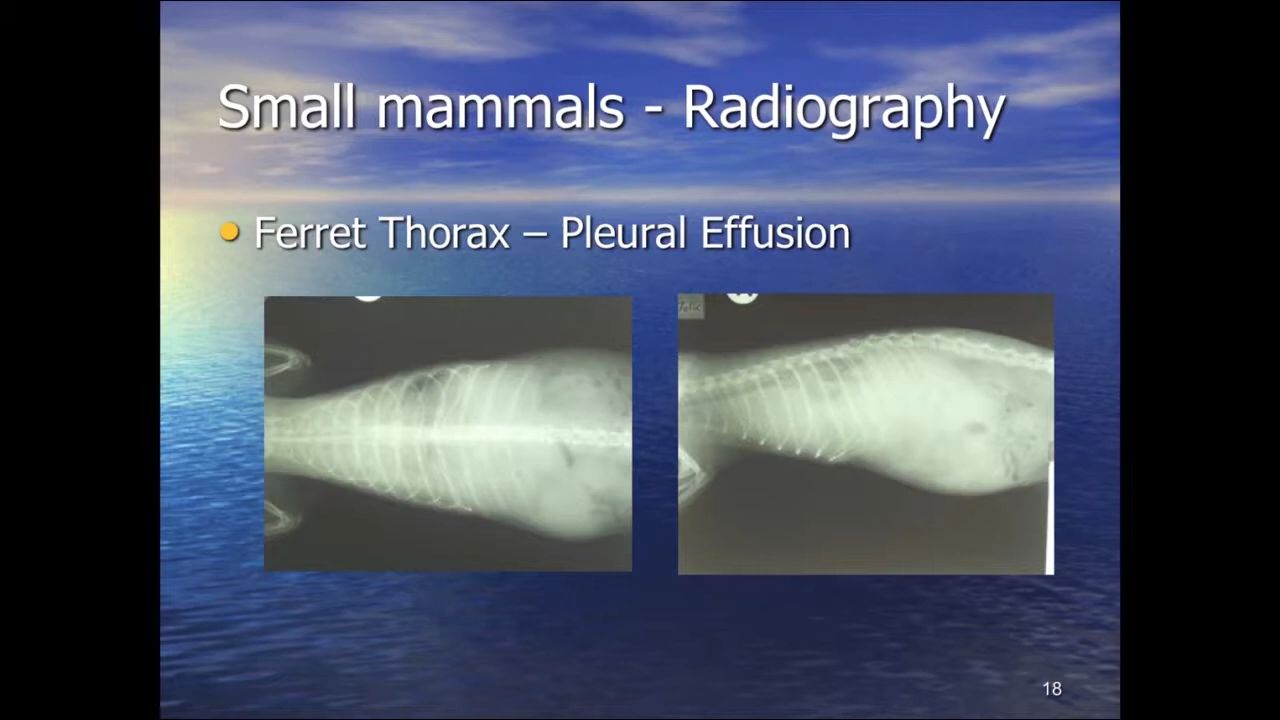 Small mammals - Radiography
Ferret Thorax – Pleural Effusion
18